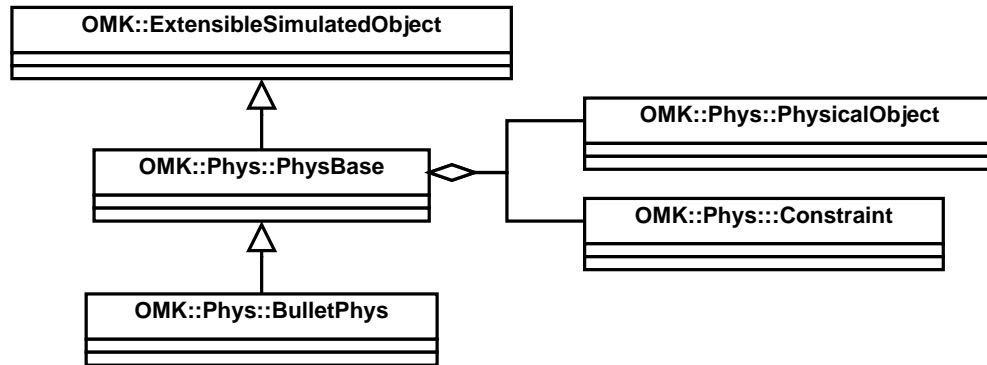 OMK::ExtensibleSimulatedObject
OMK::Phys::PhysicalObject
OMK::Phys::PhysBase
OMK::Phys:::Constraint
OMK::Phys::BulletPhys